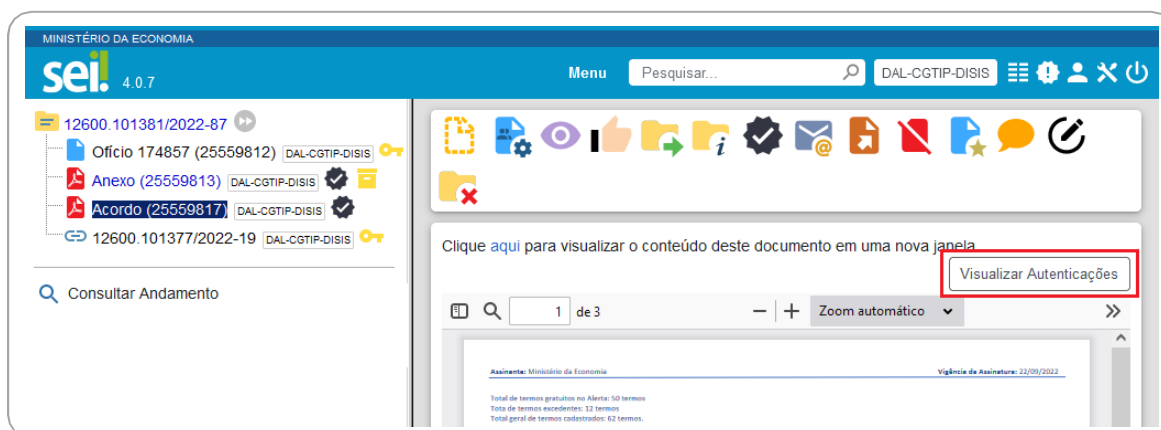 MINISTÉRIO DA ECONOMIA
sei! 4.0.7
Menu Pesquisar... DAL-CGTIP-DISIS
12600.101381/2022-87
Ofício 174857 (25559812) DAL-CGTIP-DISIS
Anexo (25559813) DAL-CGTIP-DISIS
Acordo (25559817) DAL-CGTIP-DISIS
12600.101377/2022-19 DAL-CGTIP-DISIS
Consultar Andamento
Clique aqui para visualizar o conteúdo deste documento em uma nova janela
Visualizar Autenticações
1 de 3 Zoom automático
Assinante: Ministério da Economia Vigência da Assinatura: 22/09/2022
Total de termos gratuitos no Alerta: 50 termos
Tota de termos excedentes: 12 termos
Total geral de termos cadastrados: 62 termos.